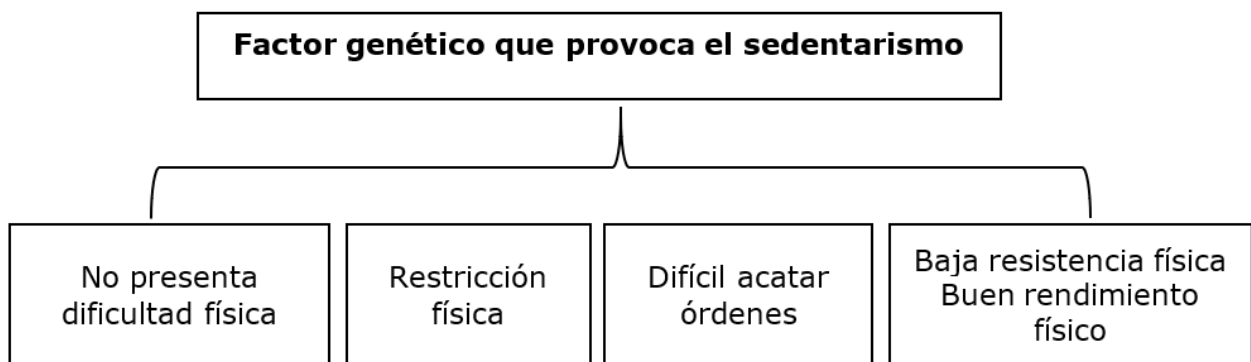 Factor genético que provoca el sedentarismo
No presenta
dificultad física
Restricción
física
Difícil acatar
órdenes
Baja resistencia física
Buen rendimiento
físico